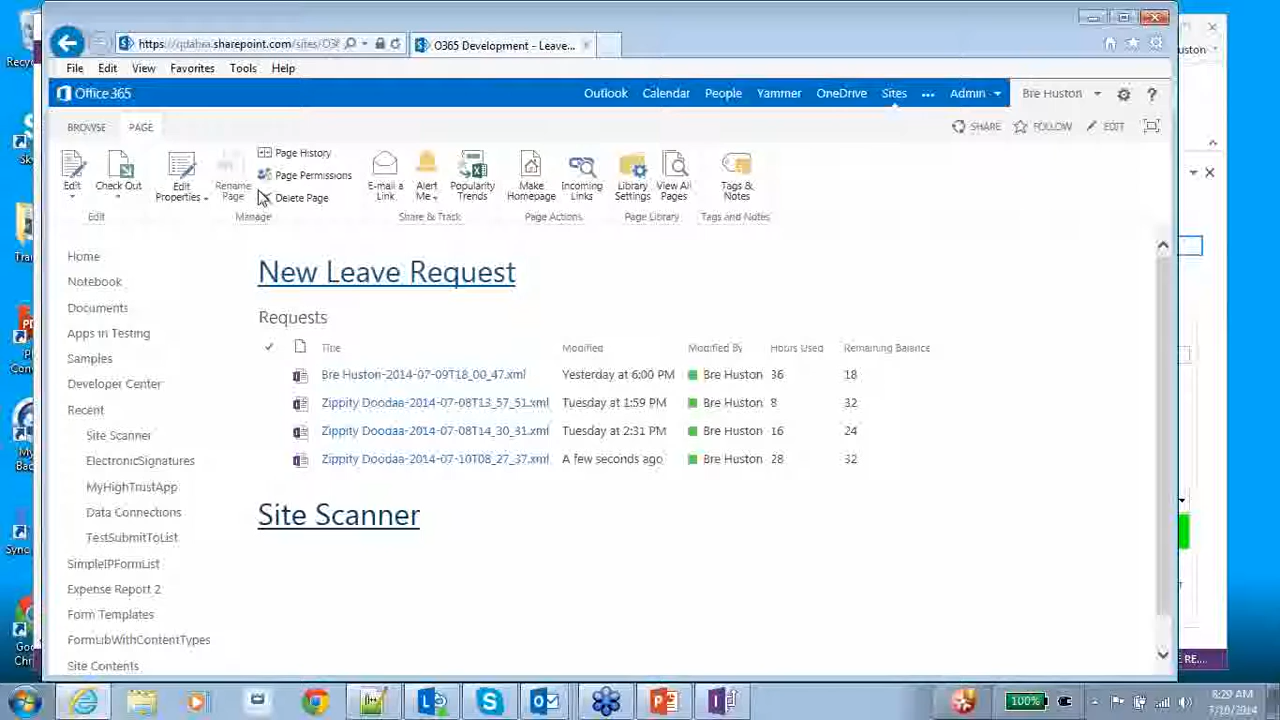 https://qdabra.sharepoint.com/sites/O3
O365 Development - Leave...
File Edit View Favorites Tools Help
Office 365
Outlook Calendar People Yammer OneDrive Sites ... Admin Bre Huston ?
BROWSE PAGE SHARE FOLLOW EDIT
Edit
Check Out
Edit Properties
Rename Page
Page History
Page Permissions
Delete Page
E-mail a Link
Alert Me
Popularity Trends
Make Homepage
Incoming Links
Library Settings
View All Pages
Tags & Notes
Edit Manage Share & Track Page Actions Page Library Tags and Notes
Home
Notebook
Documents
Apps in Testing
Samples
Developer Center
Recent
Site Scanner
ElectronicSignatures
MyHighTrustApp
Data Connections
TestSubmitToList
SimpleIPFormList
Expense Report 2
Form Templates
FormLibWithContentTypes
Site Contents
New Leave Request
Requests
Title Modified Modified By Hours Used Remaining Balance
Bre Huston-2014-07-09T18_00_47.xml Yesterday at 6:00 PM Bre Huston 36 18
Zippity Doodaa-2014-07-08T13_57_51.xml Tuesday at 1:59 PM Bre Huston 8 32
Zippity Doodaa-2014-07-08T14_30_31.xml Tuesday at 2:31 PM Bre Huston 16 24
Zippity Doodaa-2014-07-10T08_27_37.xml A few seconds ago Bre Huston 28 32
Site Scanner
uston
RE...
100%
8:29 AM
7/10/2014